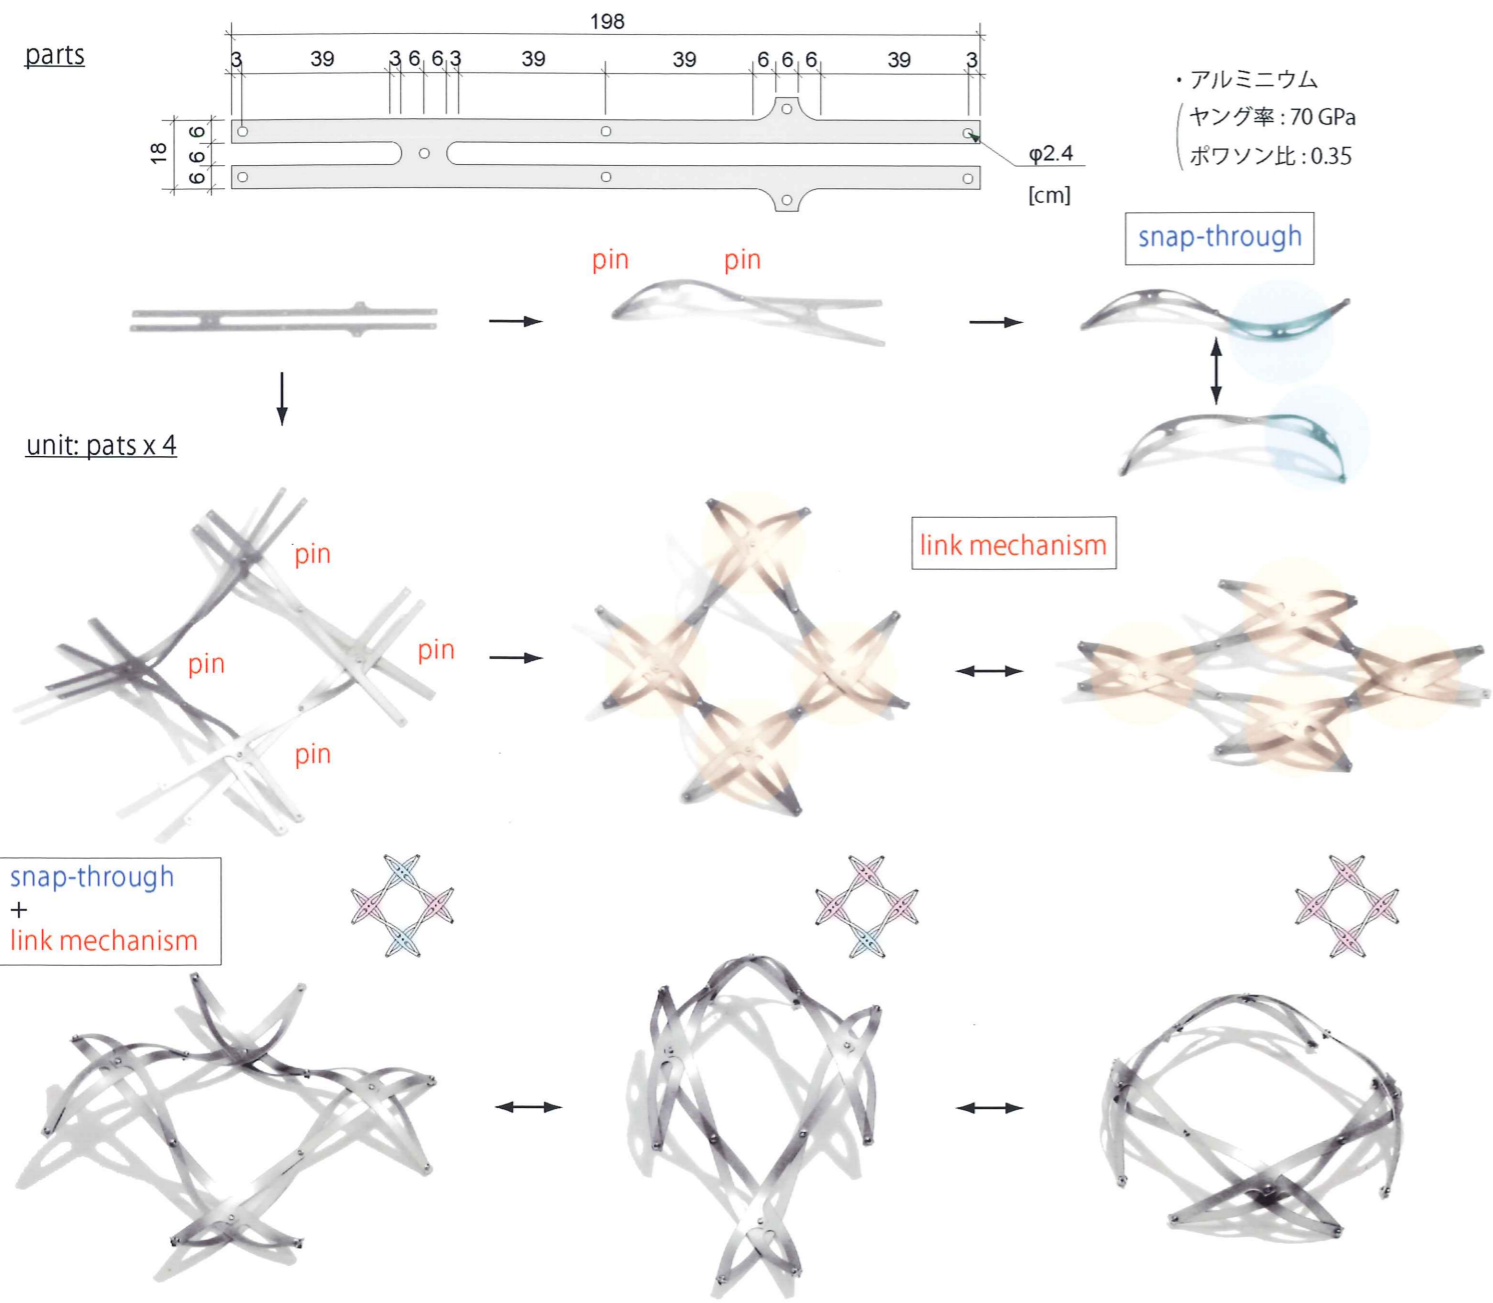 198
parts
3 39 3 6 6 3 39 39 6 6 6 39 3
・アルミニウム
ヤング率 : 70 GPa
ポワソン比 : 0.35
18
6
6
6
φ2.4
[cm]
snap-through
pin pin
unit: pats x 4
link mechanism
pin
pin
pin
pin
snap-through
+
link mechanism